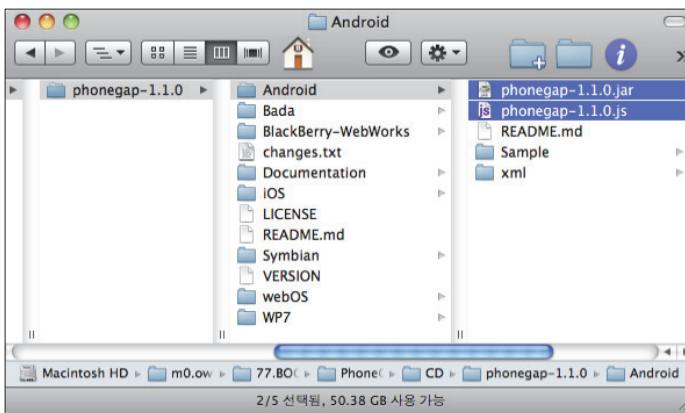 Android
phonegap-1.1.0
Android
Bada
BlackBerry-WebWorks
changes.txt
Documentation
iOS
LICENSE
README.md
Symbian
VERSION
webOS
WP7
phonegap-1.1.0.jar
phonegap-1.1.0.js
README.md
Sample
xml
Macintosh HD ▸ m0.ow ▸ 77.BO ▸ Phone ▸ CD ▸ phonegap-1.1.0 ▸ Android
2/5 선택됨, 50.38 GB 사용 가능